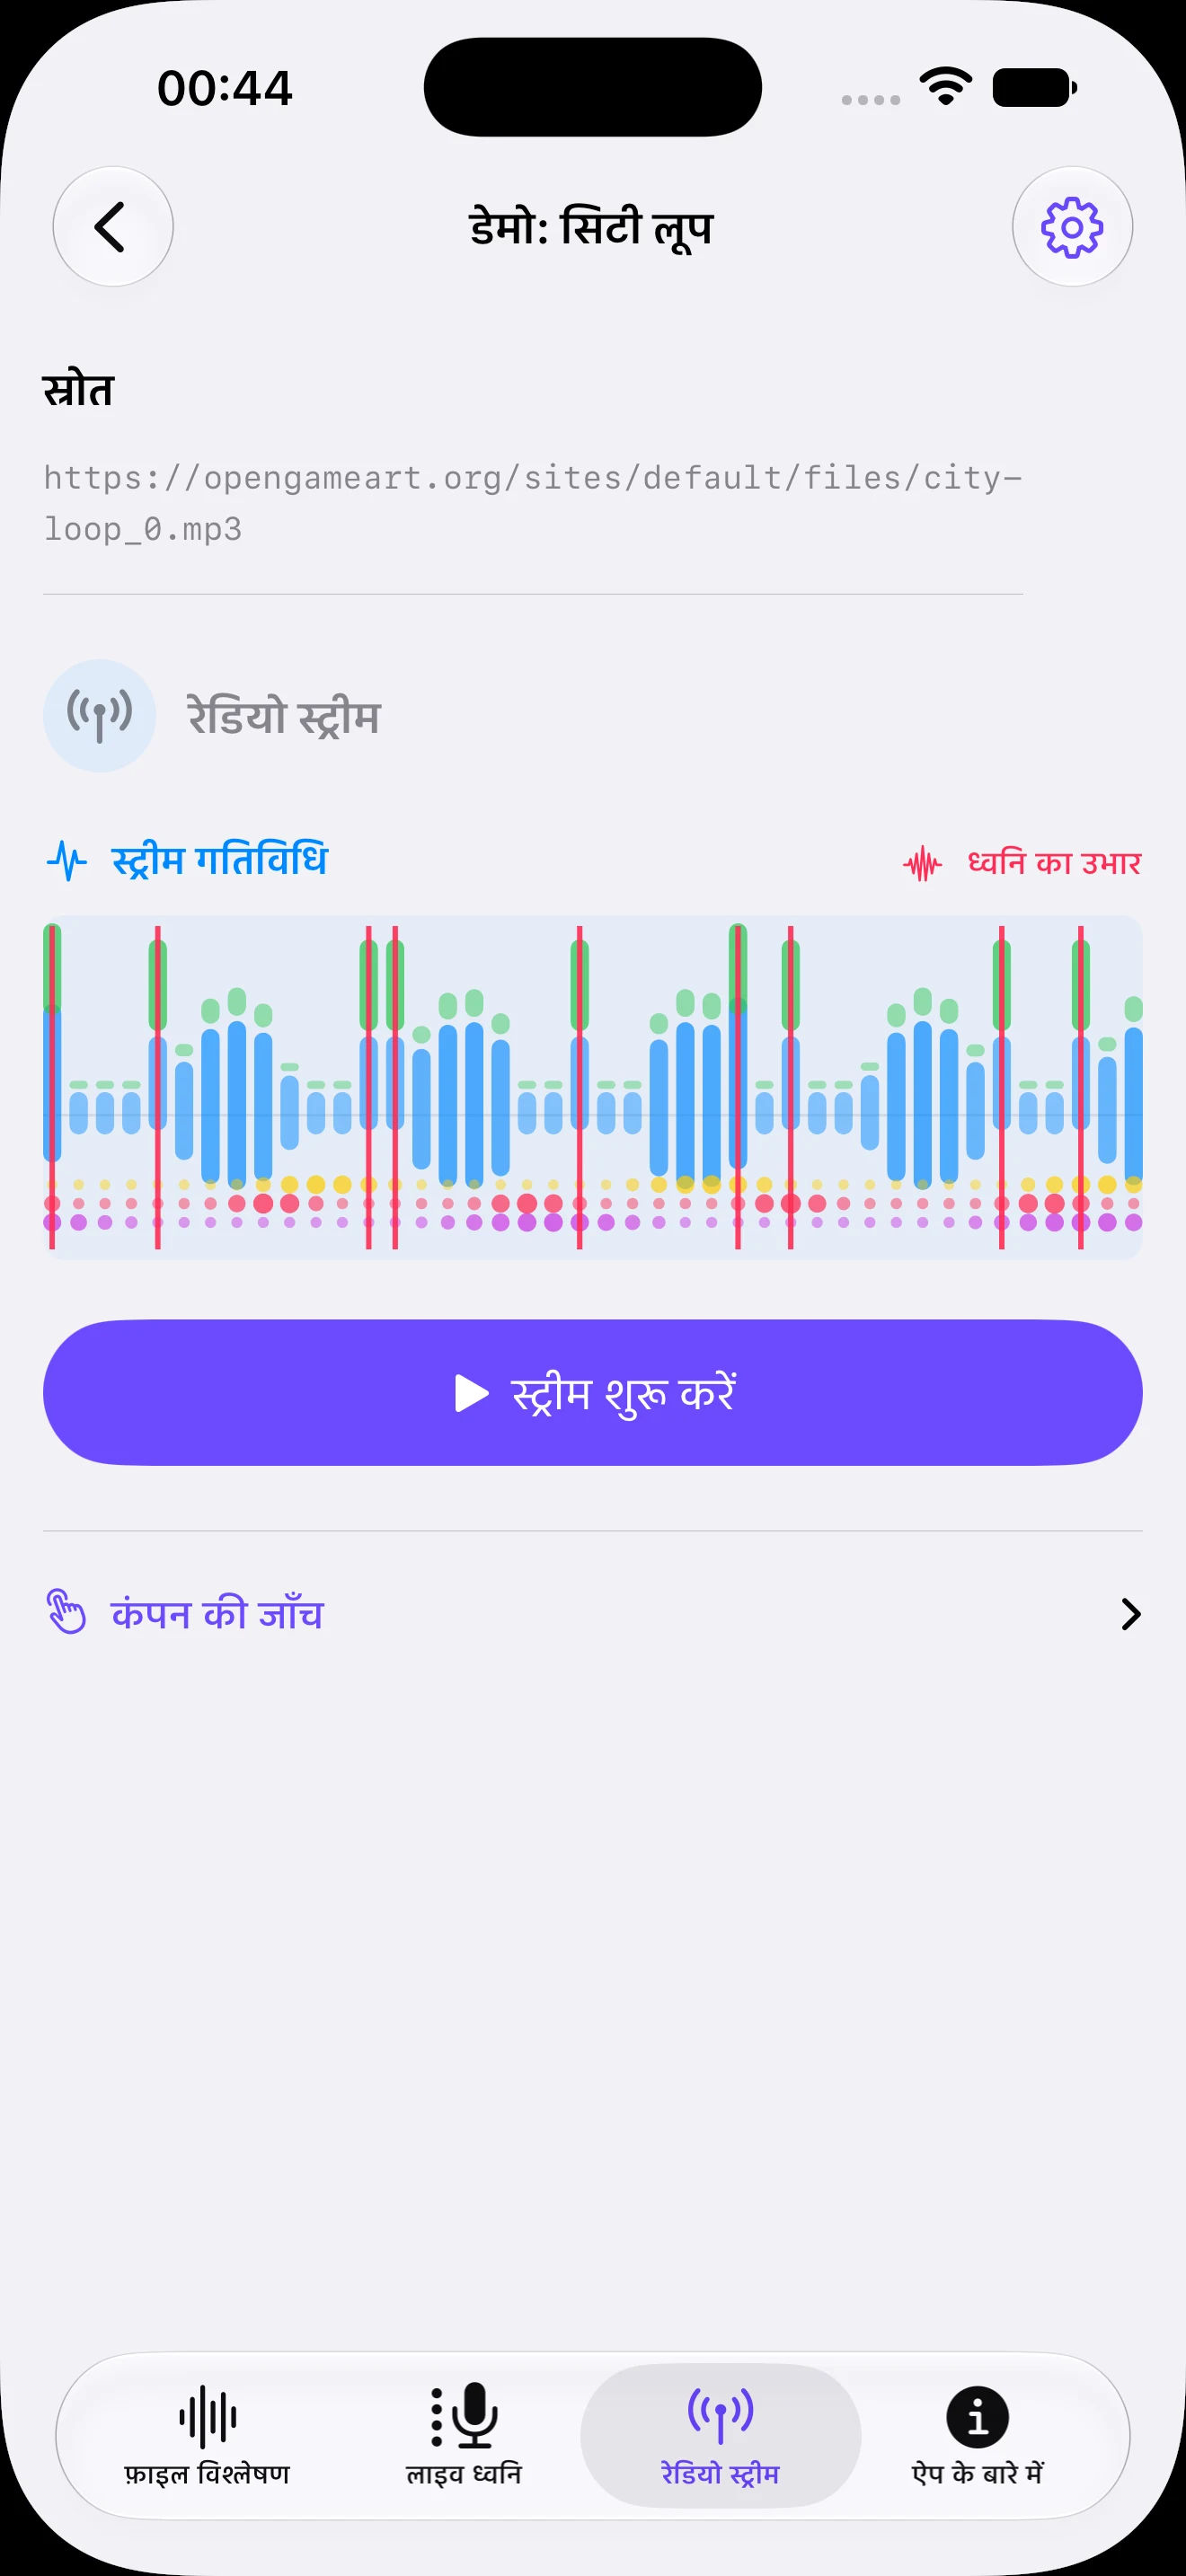 00:44
डेमो: सिटी लूप
स्रोत
https://opengameart.org/sites/default/files/city-
loop_0.mp3
रेडियो स्ट्रीम
स्ट्रीम गतिविधि
ध्वनि का उभार
स्ट्रीम शुरू करें
कंपन की जाँच
फ़ाइल विश्लेषण
लाइव ध्वनि
रेडियो स्ट्रीम
ऐप के बारे में